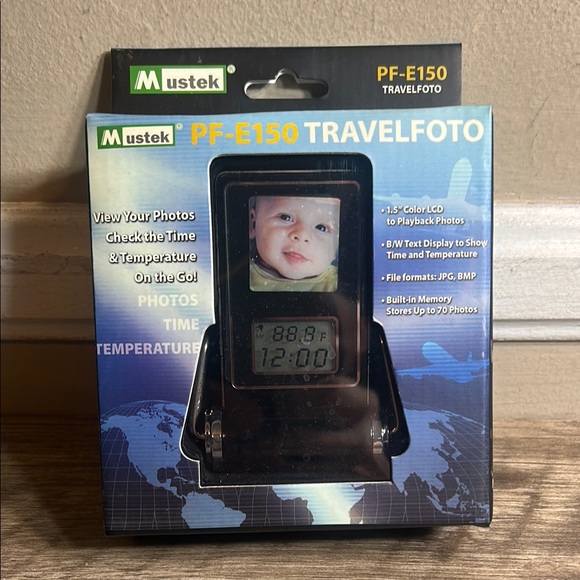 Mustek
PF-E150
TRAVELFOTO
Mustek PF-E150 TRAVELFOTO
View Your Photos
Check the Time
& Temperature
On the Go!
PHOTOS
TIME
TEMPERATURE
• 1.5" Color LCD
to Playback Photos
• B/W Text Display to Show
Time and Temperature
• File formats: JPG, BMP
• Built-in Memory
Stores Up to 70 Photos
88.8 F
12:00